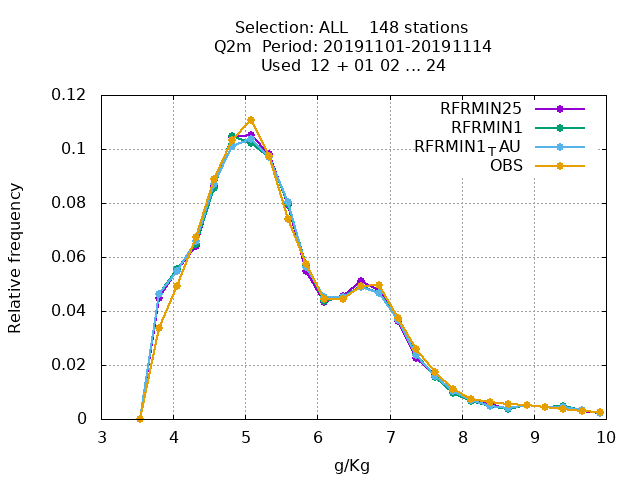 Selection: ALL    148 stations
Q2m  Period: 20191101-20191114
Used  12 + 01 02 ... 24
RFRMIN25
RFRMIN1
RFRMIN1_TAU
OBS
0.12
0.1
0.08
0.06
0.04
0.02
0
Relative frequency
3 4 5 6 7 8 9 10
g/Kg